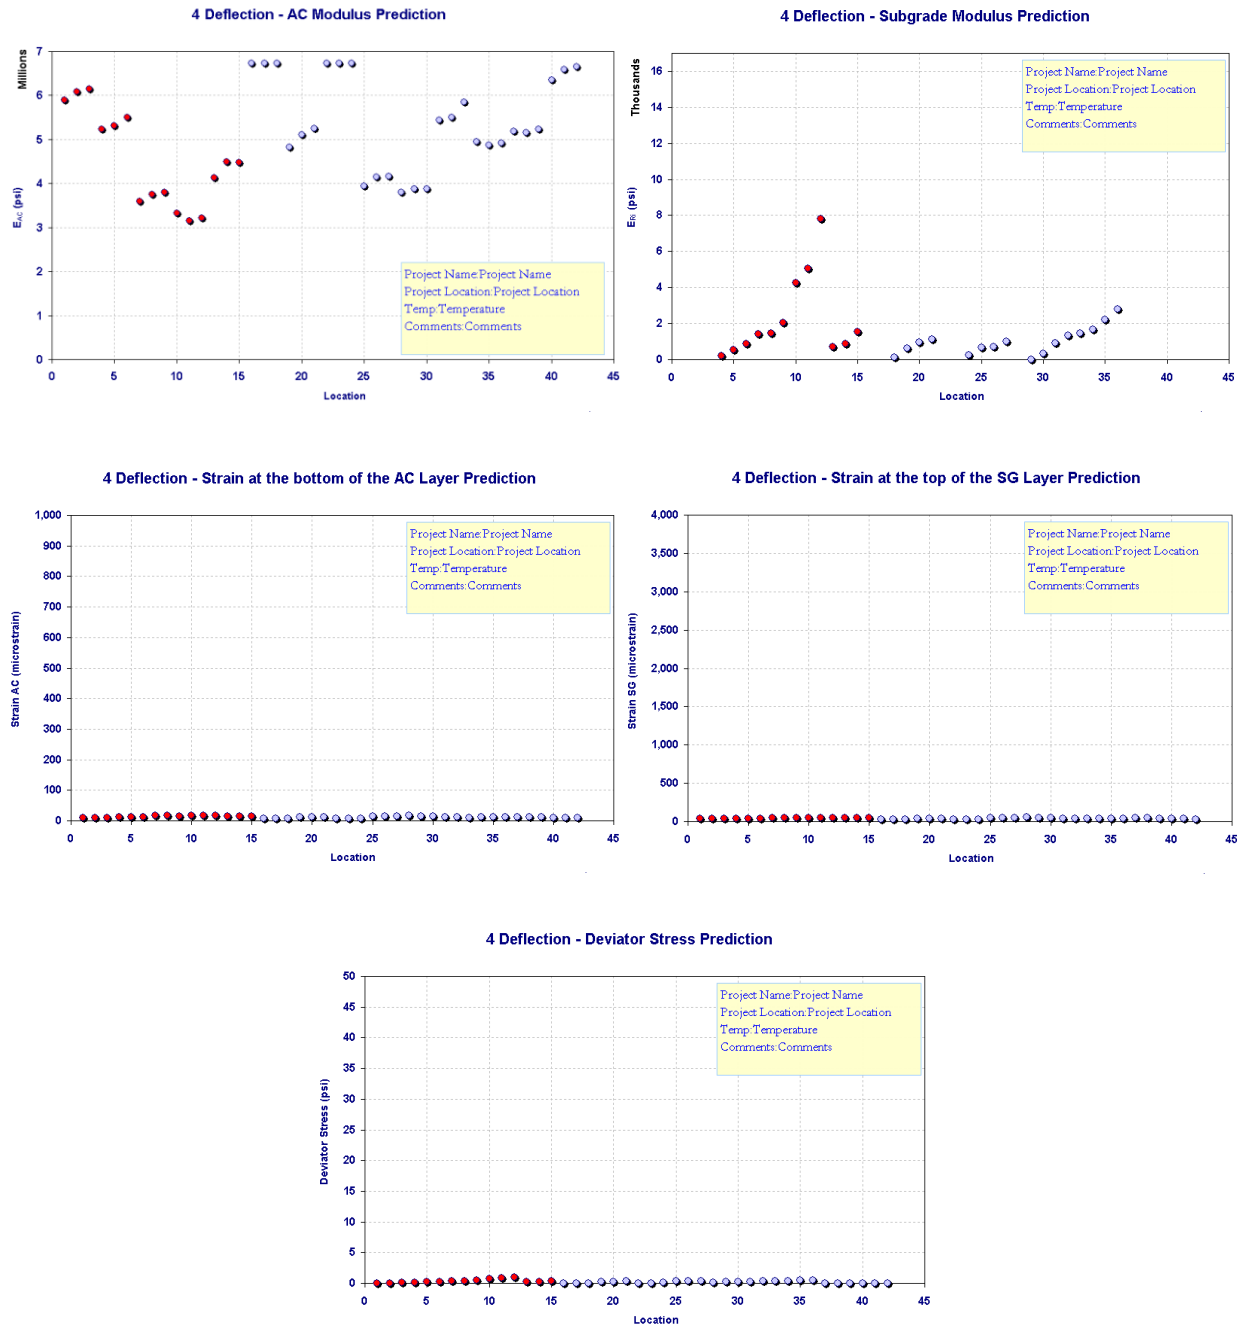 4 Deflection - AC Modulus Prediction
Millions
E_AC (psi)
7
6
5
4
3
2
1
0
0 5 10 15 20 25 30 35 40 45
Location
Project Name:Project Name
Project Location:Project Location
Temp:Temperature
Comments:Comments
4 Deflection - Subgrade Modulus Prediction
Thousands
E_Ri (psi)
16
14
12
10
8
6
4
2
0
0 5 10 15 20 25 30 35 40 45
Location
Project Name:Project Name
Project Location:Project Location
Temp:Temperature
Comments:Comments
4 Deflection - Strain at the bottom of the AC Layer Prediction
Strain AC (microstrain)
1,000
900
800
700
600
500
400
300
200
100
0
0 5 10 15 20 25 30 35 40 45
Location
Project Name:Project Name
Project Location:Project Location
Temp:Temperature
Comments:Comments
4 Deflection - Strain at the top of the SG Layer Prediction
Strain SG (microstrain)
4,000
3,500
3,000
2,500
2,000
1,500
1,000
500
0
0 5 10 15 20 25 30 35 40 45
Location
Project Name:Project Name
Project Location:Project Location
Temp:Temperature
Comments:Comments
4 Deflection - Deviator Stress Prediction
Deviator Stress (psi)
50
45
40
35
30
25
20
15
10
5
0
0 5 10 15 20 25 30 35 40 45
Location
Project Name:Project Name
Project Location:Project Location
Temp:Temperature
Comments:Comments